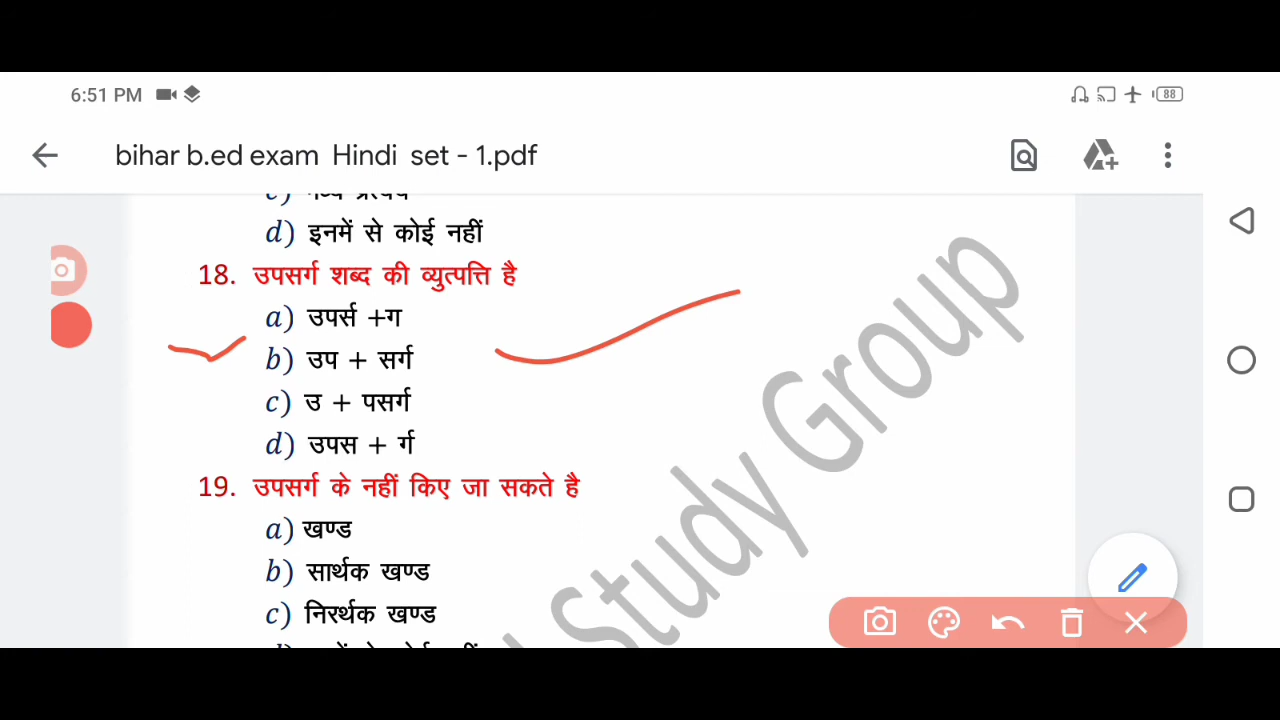 6:51 PM
88
bihar b.ed exam Hindi set - 1.pdf
d) इनमें से कोई नहीं
18. उपसर्ग शब्द की व्युत्पत्ति है
a) उपर्स +ग
b) उप + सर्ग
c) उ + पसर्ग
d) उपस + र्ग
19. उपसर्ग के नहीं किए जा सकते है
a) खण्ड
b) सार्थक खण्ड
c) निरर्थक खण्ड
Study Group